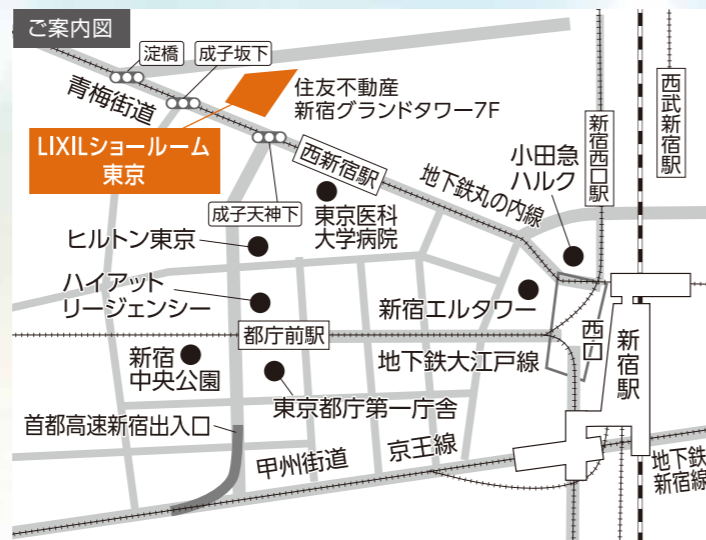 ご案内図
淀橋
成子坂下
青梅街道
住友不動産
新宿グランドタワー7F
LIXILショールーム
東京
西新宿駅
成子天神下
東京医科
大学病院
地下鉄丸の内線
小田急
ハルク
新宿西口駅
西武新宿駅
ヒルトン東京
ハイアット
リージェンシー
新宿エルタワー
西口
新宿駅
都庁前駅
地下鉄大江戸線
新宿
中央公園
東京都庁第一庁舎
首都高速新宿出入口
甲州街道
京王線
地下鉄
新宿線